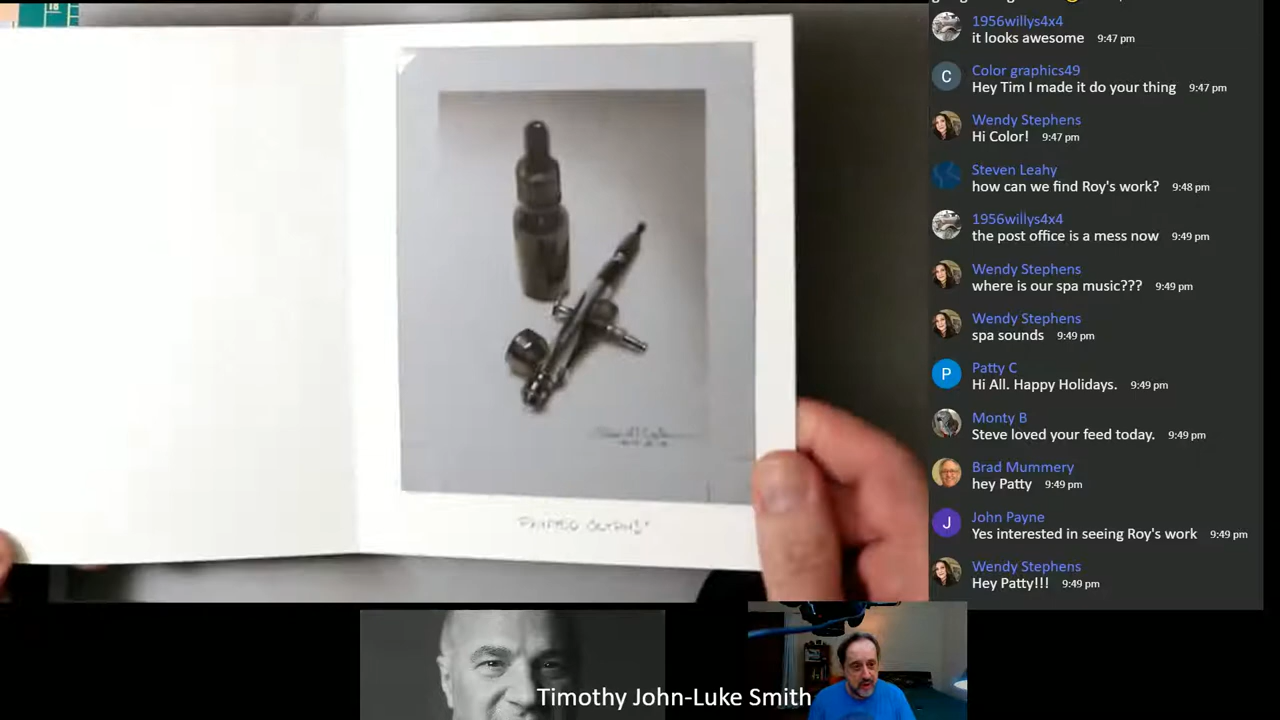 1956willys4x4
it looks awesome 9:47 pm
Color graphics49
Hey Tim I made it do your thing 9:47 pm
Wendy Stephens
Hi Color! 9:47 pm
Steven Leahy
how can we find Roy's work? 9:48 pm
1956willys4x4
the post office is a mess now 9:49 pm
Wendy Stephens
where is our spa music??? 9:49 pm
Wendy Stephens
spa sounds 9:49 pm
Patty C
Hi All. Happy Holidays. 9:49 pm
Monty B
Steve loved your feed today. 9:49 pm
Brad Mummery
hey Patty 9:49 pm
John Payne
Yes interested in seeing Roy's work 9:49 pm
Wendy Stephens
Hey Patty!!! 9:49 pm
C
P
J
18
Timothy John-Luke Smith